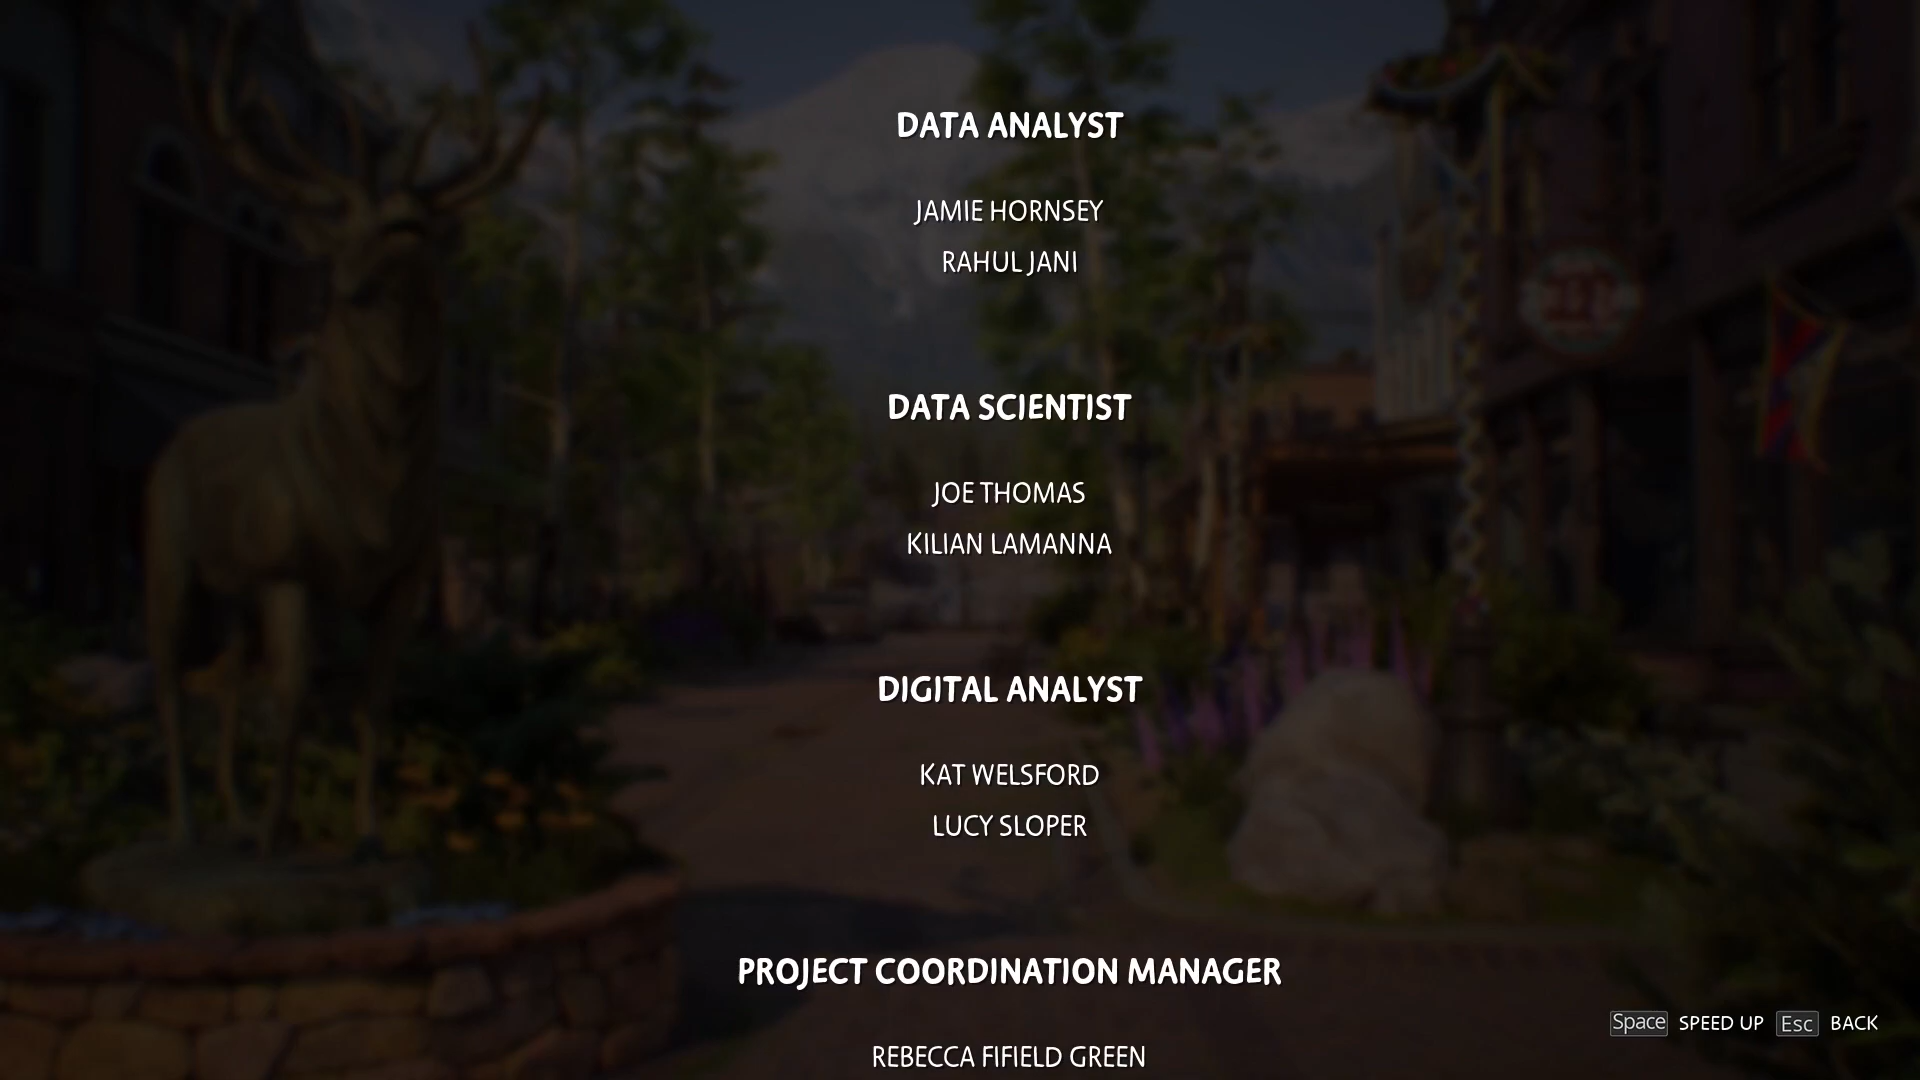 DATA ANALYST
JAMIE HORNSEY
RAHUL JANI
DATA SCIENTIST
JOE THOMAS
KILIAN LAMANNA
DIGITAL ANALYST
KAT WELSFORD
LUCY SLOPER
PROJECT COORDINATION MANAGER
REBECCA FIFIELD GREEN
Space SPEED UP Esc BACK